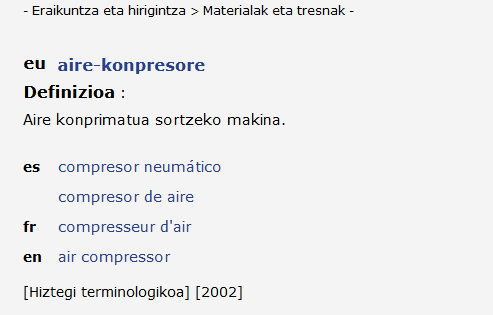 - Eraikuntza eta hirigintza > Materialak eta tresnak -
eu aire-konpresore
Definizioa :
Aire konprimatua sortzeko makina.
es compresor neumático
compresor de aire
fr compresseur d'air
en air compressor
[Hiztegi terminologikoa] [2002]